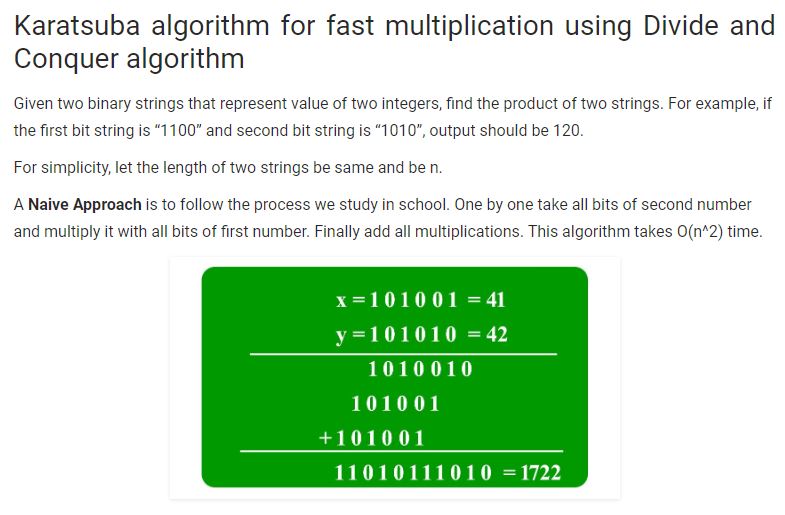 Karatsuba algorithm for fast multiplication using Divide and
Conquer algorithm
Given two binary strings that represent value of two integers, find the product of two strings. For example, if
the first bit string is “1100” and second bit string is “1010”, output should be 120.
For simplicity, let the length of two strings be same and be n.
A Naive Approach is to follow the process we study in school. One by one take all bits of second number
and multiply it with all bits of first number. Finally add all multiplications. This algorithm takes O(n^2) time.
x = 1 0 1 0 0 1 = 41
y = 1 0 1 0 1 0 = 42
1 0 1 0 0 1 0
1 0 1 0 0 1
+ 1 0 1 0 0 1
1 1 0 1 0 1 1 1 0 1 0 = 1722